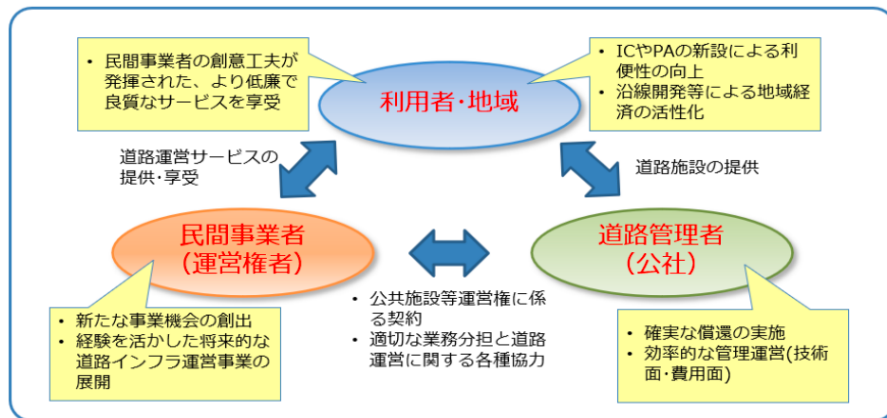 • 民間事業者の創意工夫が
発揮された、より低廉で
良質なサービスを享受
• ICやPAの新設による利
便性の向上
• 沿線開発等による地域経
済の活性化
利用者･地域
道路運営サービスの
提供･享受
道路施設の提供
民間事業者
（運営権者）
道路管理者
（公社）
• 新たな事業機会の創出
• 経験を活かした将来的な
道路インフラ運営事業の
展開
• 公共施設等運営権に係
る契約
• 適切な業務分担と道路
運営に関する各種協力
• 確実な償還の実施
• 効率的な管理運営(技術
面･費用面)